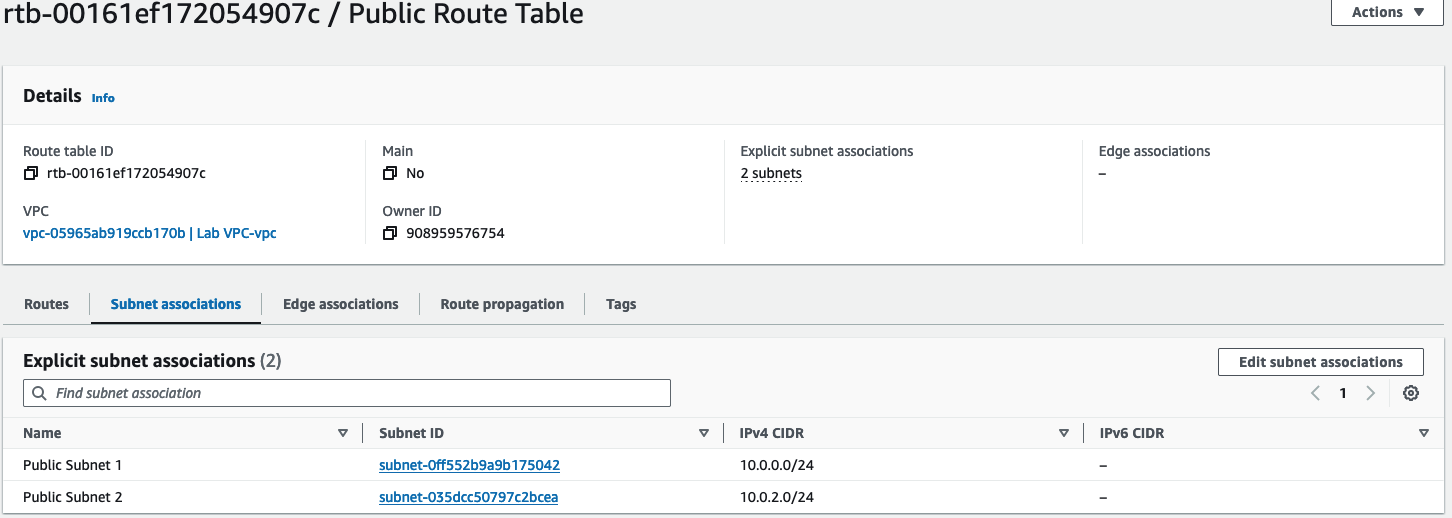 rtb-00161ef172054907c / Public Route Table
Actions
Details Info
Route table ID
rtb-00161ef172054907c
Main
No
Explicit subnet associations
2 subnets
Edge associations
–
VPC
vpc-05965ab919ccb170b | Lab VPC-vpc
Owner ID
908959576754
Routes
Subnet associations
Edge associations
Route propagation
Tags
Explicit subnet associations (2)
Edit subnet associations
Find subnet association
1
Name Subnet ID IPv4 CIDR IPv6 CIDR
Public Subnet 1 subnet-0ff552b9a9b175042 10.0.0.0/24 –
Public Subnet 2 subnet-035dcc50797c2bcea 10.0.2.0/24 –